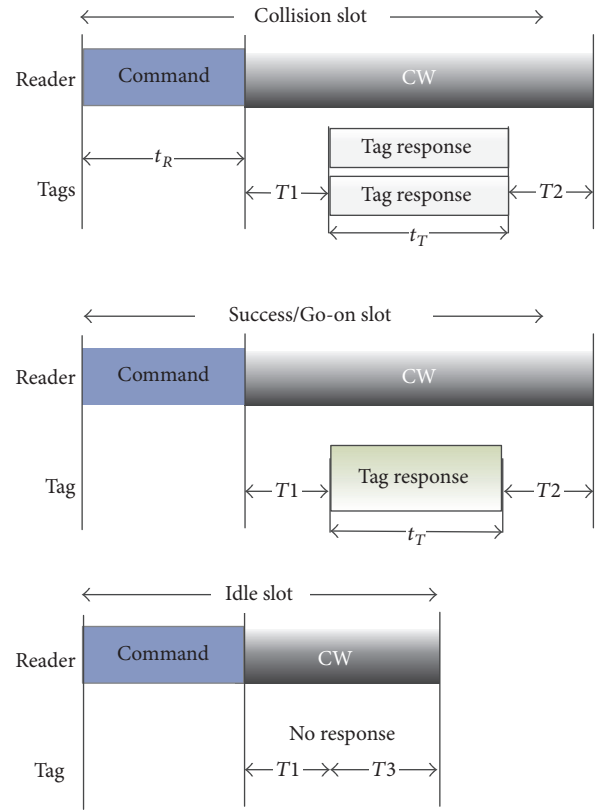 Collision slot
Reader
Command
CW
t_R
Tag response
Tags
T1
Tag response
T2
t_T
Success/Go-on slot
Reader
Command
CW
Tag
T1
Tag response
T2
t_T
Idle slot
Reader
Command
CW
No response
Tag
T1
T3